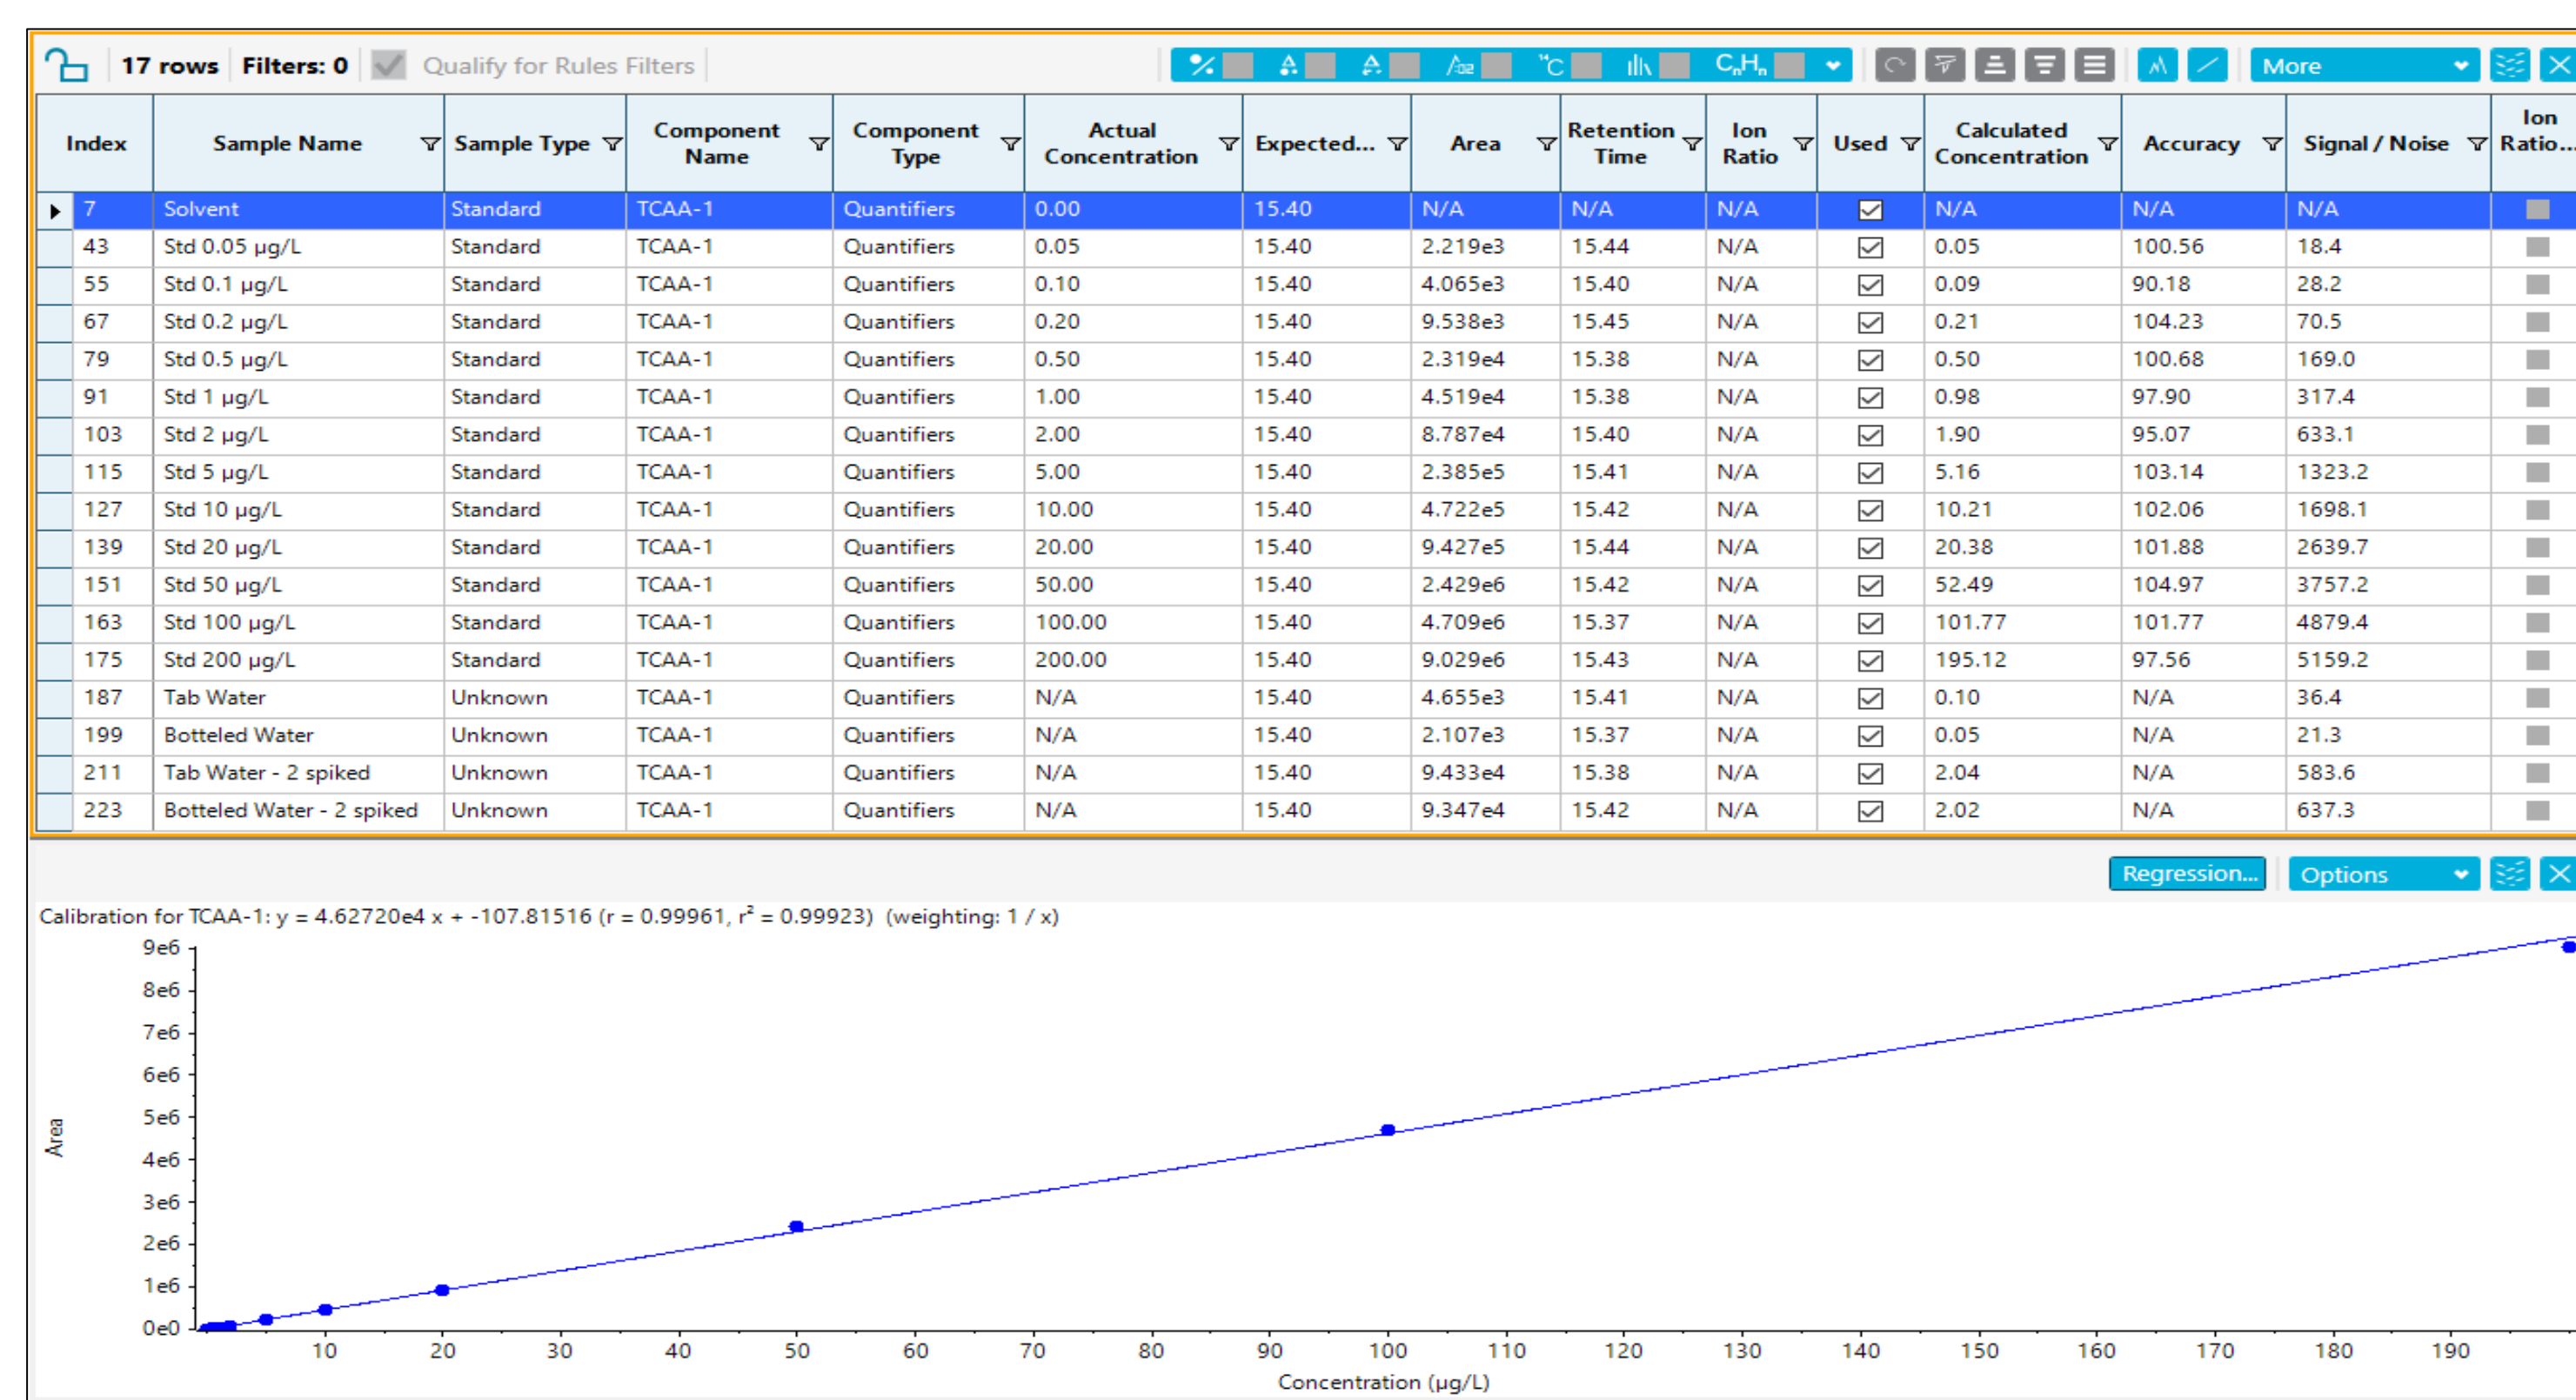 17 rows Filters: 0 Qualify for Rules Filters More
Index Sample Name Sample Type Component Name Component Type Actual Concentration Expected... Area Retention Time Ion Ratio Used Calculated Concentration Accuracy Signal / Noise Ion Ratio...
7 Solvent Standard TCAA-1 Quantifiers 0.00 15.40 N/A N/A N/A N/A N/A N/A
43 Std 0.05 µg/L Standard TCAA-1 Quantifiers 0.05 15.40 2.219e3 15.44 N/A 0.05 100.56 18.4
55 Std 0.1 µg/L Standard TCAA-1 Quantifiers 0.10 15.40 4.065e3 15.40 N/A 0.09 90.18 28.2
67 Std 0.2 µg/L Standard TCAA-1 Quantifiers 0.20 15.40 9.538e3 15.45 N/A 0.21 104.23 70.5
79 Std 0.5 µg/L Standard TCAA-1 Quantifiers 0.50 15.40 2.319e4 15.38 N/A 0.50 100.68 169.0
91 Std 1 µg/L Standard TCAA-1 Quantifiers 1.00 15.40 4.519e4 15.38 N/A 0.98 97.90 317.4
103 Std 2 µg/L Standard TCAA-1 Quantifiers 2.00 15.40 8.787e4 15.40 N/A 1.90 95.07 633.1
115 Std 5 µg/L Standard TCAA-1 Quantifiers 5.00 15.40 2.385e5 15.41 N/A 5.16 103.14 1323.2
127 Std 10 µg/L Standard TCAA-1 Quantifiers 10.00 15.40 4.722e5 15.42 N/A 10.21 102.06 1698.1
139 Std 20 µg/L Standard TCAA-1 Quantifiers 20.00 15.40 9.427e5 15.44 N/A 20.38 101.88 2639.7
151 Std 50 µg/L Standard TCAA-1 Quantifiers 50.00 15.40 2.429e6 15.42 N/A 52.49 104.97 3757.2
163 Std 100 µg/L Standard TCAA-1 Quantifiers 100.00 15.40 4.709e6 15.37 N/A 101.77 101.77 4879.4
175 Std 200 µg/L Standard TCAA-1 Quantifiers 200.00 15.40 9.029e6 15.43 N/A 195.12 97.56 5159.2
187 Tab Water Unknown TCAA-1 Quantifiers N/A 15.40 4.655e3 15.41 N/A 0.10 N/A 36.4
199 Botteled Water Unknown TCAA-1 Quantifiers N/A 15.40 2.107e3 15.37 N/A 0.05 N/A 21.3
211 Tab Water - 2 spiked Unknown TCAA-1 Quantifiers N/A 15.40 9.433e4 15.38 N/A 2.04 N/A 583.6
223 Botteled Water - 2 spiked Unknown TCAA-1 Quantifiers N/A 15.40 9.347e4 15.42 N/A 2.02 N/A 637.3
Regression... Options
Calibration for TCAA-1: y = 4.62720e4 x + -107.81516 (r = 0.99961, r² = 0.99923) (weighting: 1 / x)
9e6
8e6
7e6
6e6
5e6
4e6
3e6
2e6
1e6
0e0
Area
10 20 30 40 50 60 70 80 90 100 110 120 130 140 150 160 170 180 190
Concentration (µg/L)